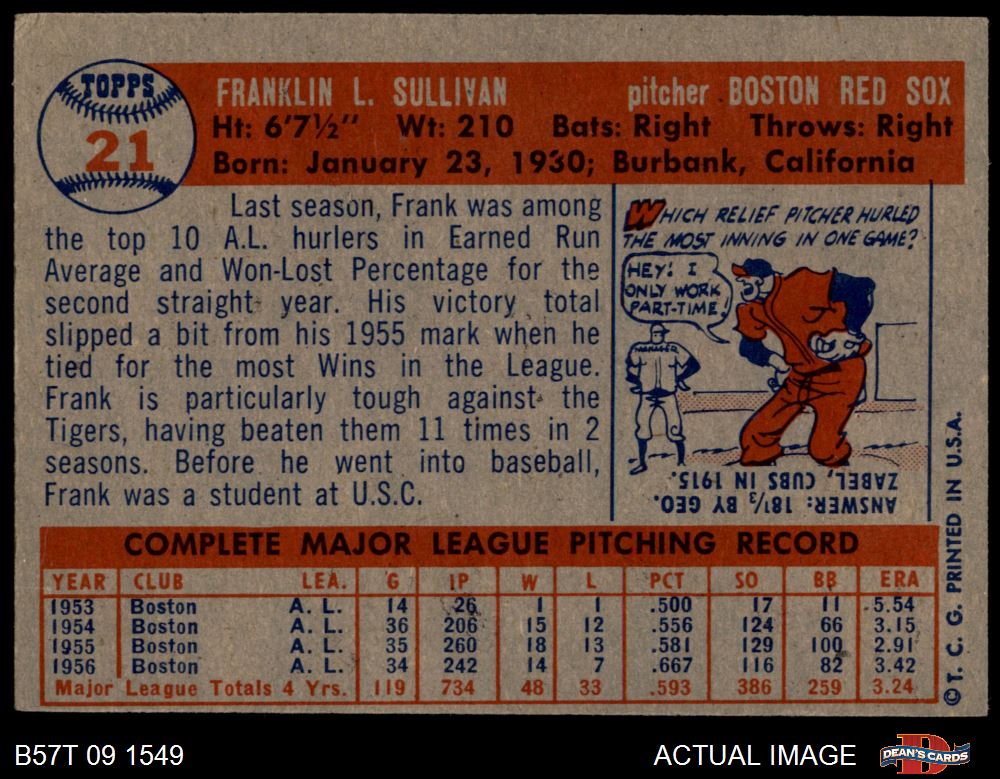 TOPPS
21
FRANKLIN L. SULLIVAN pitcher BOSTON RED SOX
Ht: 6'7½" Wt: 210 Bats: Right Throws: Right
Born: January 23, 1930; Burbank, California
Last season, Frank was among
the top 10 A.L. hurlers in Earned Run
Average and Won-Lost Percentage for the
second straight year. His victory total
slipped a bit from his 1955 mark when he
tied for the most Wins in the League.
Frank is particularly tough against the
Tigers, having beaten them 11 times in 2
seasons. Before he went into baseball,
Frank was a student at U.S.C.
WHICH RELIEF PITCHER HURLED
THE MOST INNING IN ONE GAME?
HEY! I
ONLY WORK
PART-TIME!
MANAGER
ANSWER: 18⅓ BY GEO.
ZABEL, CUBS IN 1915.
COMPLETE MAJOR LEAGUE PITCHING RECORD
YEAR CLUB LEA. G IP W L PCT SO BB ERA
1953 Boston A. L. 14 26 1 1 .500 17 11 5.54
1954 Boston A. L. 36 206 15 12 .556 124 66 3.15
1955 Boston A. L. 35 260 18 13 .581 129 100 2.91
1956 Boston A. L. 34 242 14 7 .667 116 82 3.42
Major League Totals 4 Yrs. 119 734 48 33 .593 386 259 3.24
©T. C. G. PRINTED IN U.S.A.
B57T 09 1549 ACTUAL IMAGE DEAN'S CARDS